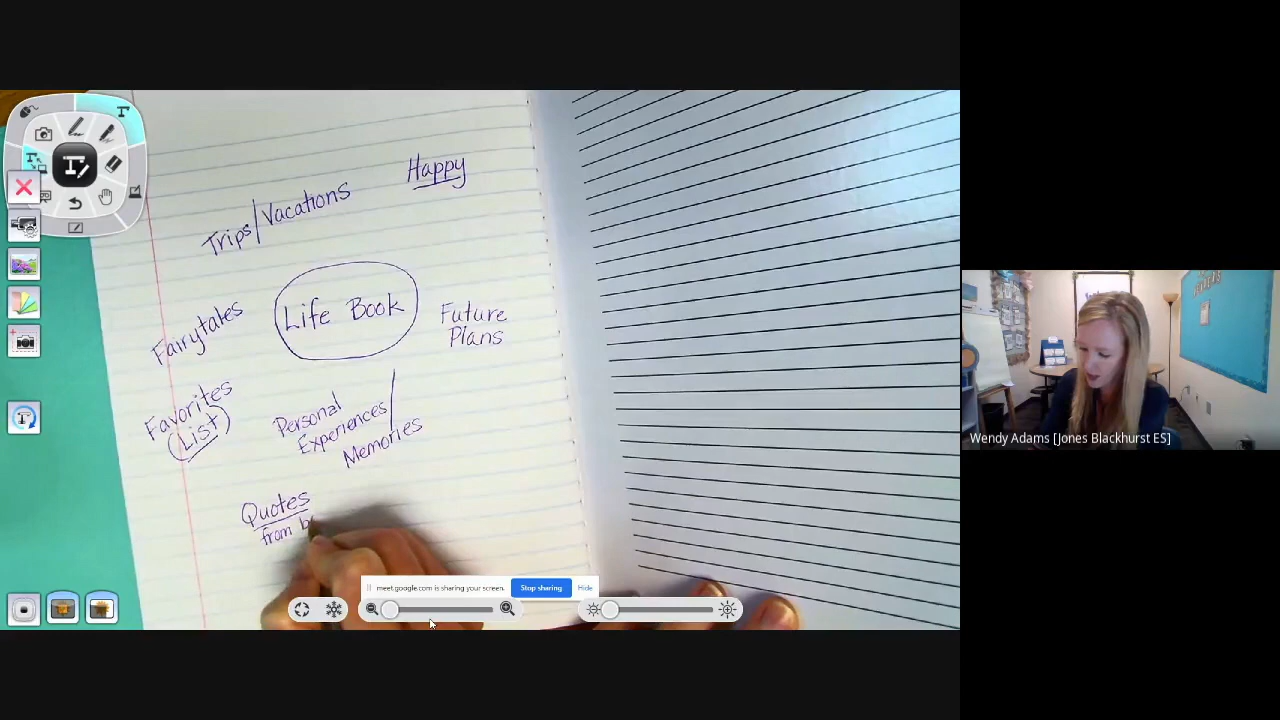 Happy
Trips/Vacations
Life Book
Fairytales
Future
Plans
Favorites
(List)
Personal
Experiences/
Memories
Quotes
from b
meet.google.com is sharing your screen.
Stop sharing
Hide
Wendy Adams [Jones Blackhurst ES]